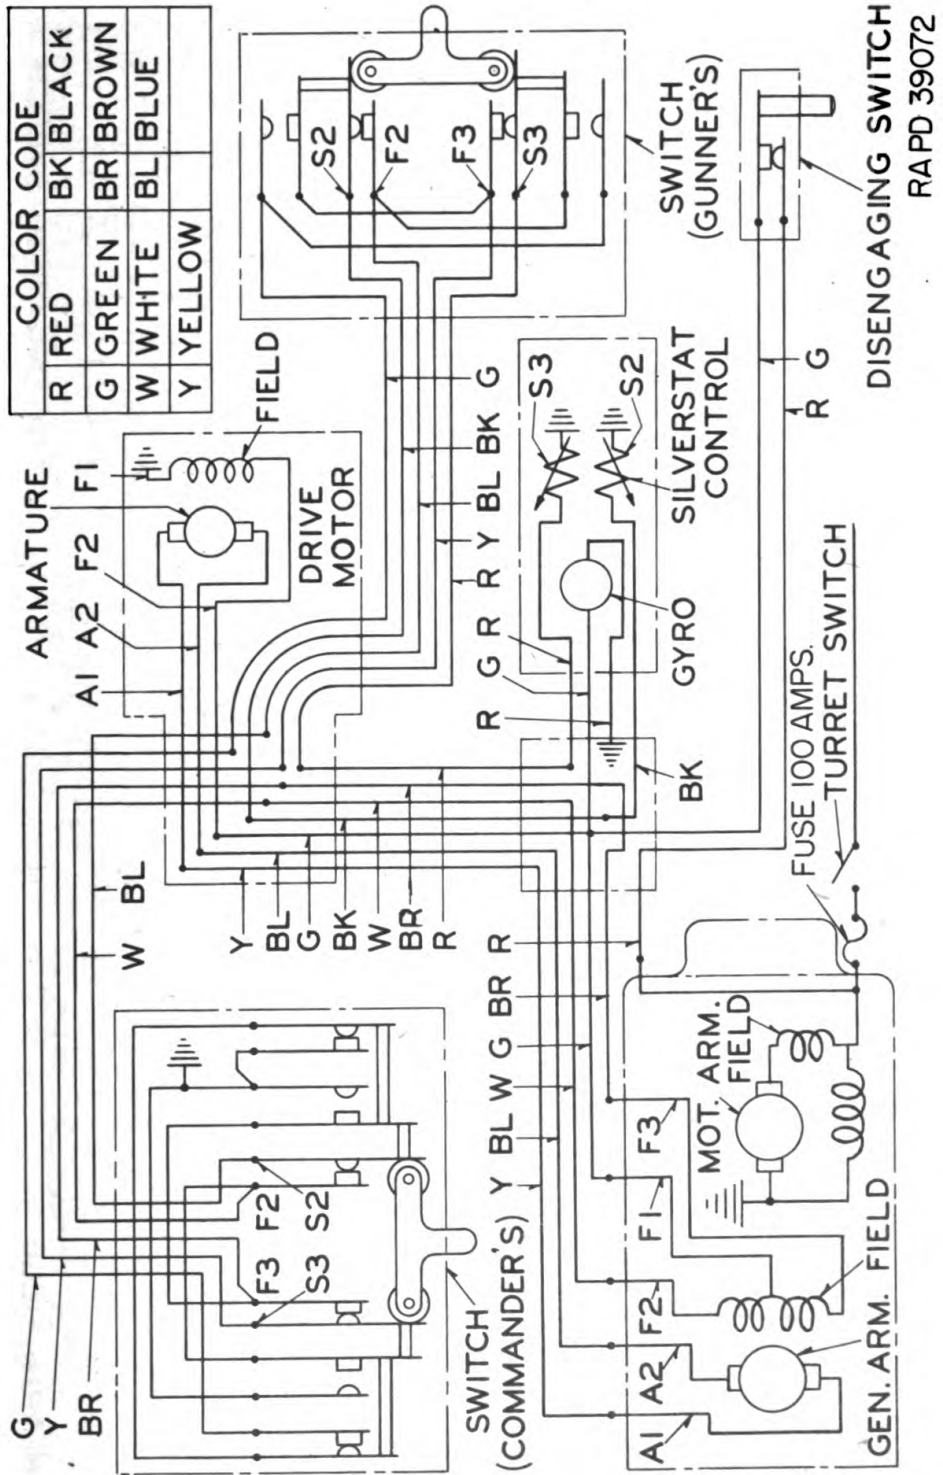 COLOR CODE
R RED BK BLACK
G GREEN BR BROWN
W WHITE BL BLUE
Y YELLOW
ARMATURE
A1 A2 F2 F1
FIELD
DRIVE
MOTOR
S2
F2
F3
S3
SWITCH
(GUNNER'S)
G
BK
BL
Y
R
S3
S2
SILVERSTAT
CONTROL
GYRO
R G R
BK
G
R
DISENGAGING SWITCH
RAPD 39072
FUSE 100 AMPS.
TURRET SWITCH
W BL
Y
BL
G
BK
W
BR
R
G
Y
BR
F3 F2
S3 S2
SWITCH
(COMMANDER'S)
Y BL W G BR R
A1 A2 F2 F1 F3
MOT. ARM.
FIELD
GEN. ARM. FIELD